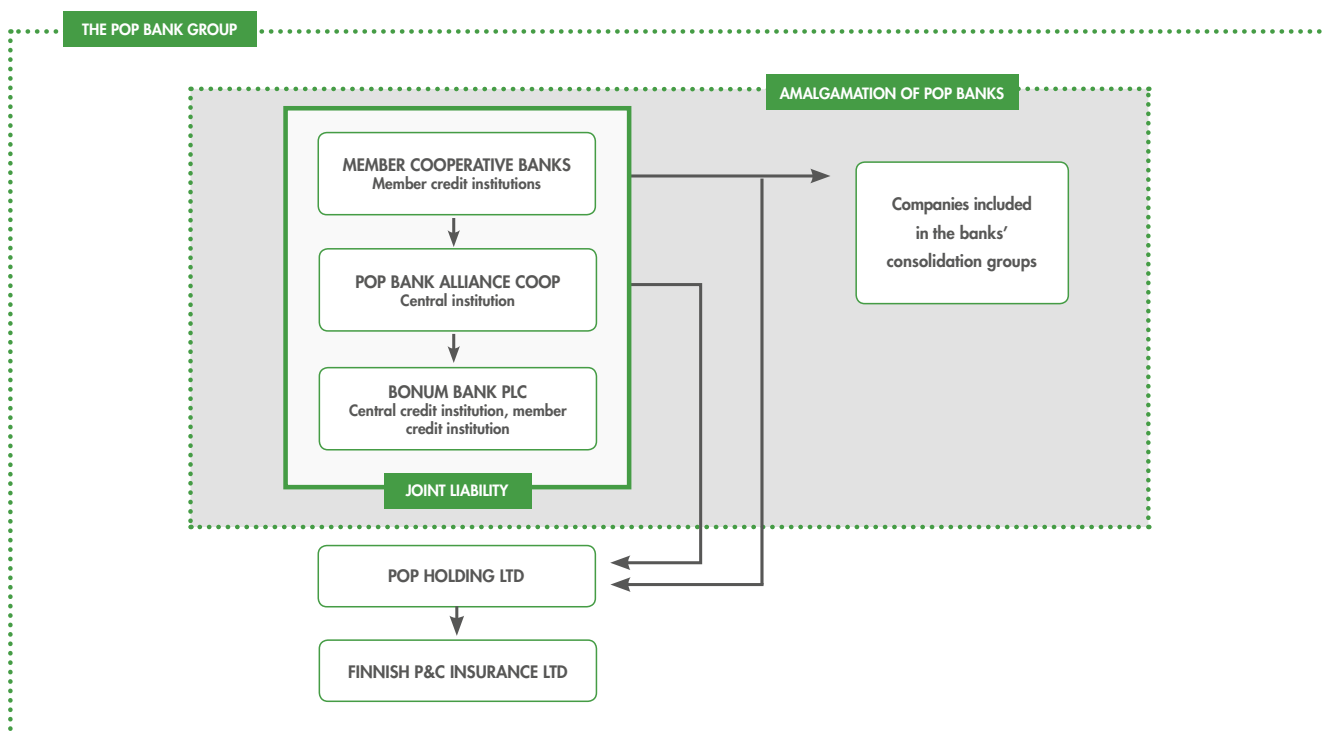 THE POP BANK GROUP
AMALGAMATION OF POP BANKS
MEMBER COOPERATIVE BANKS
Member credit institutions
POP BANK ALLIANCE COOP
Central institution
BONUM BANK PLC
Central credit institution, member
credit institution
JOINT LIABILITY
Companies included
in the banks’
consolidation groups
POP HOLDING LTD
FINNISH P&C INSURANCE LTD